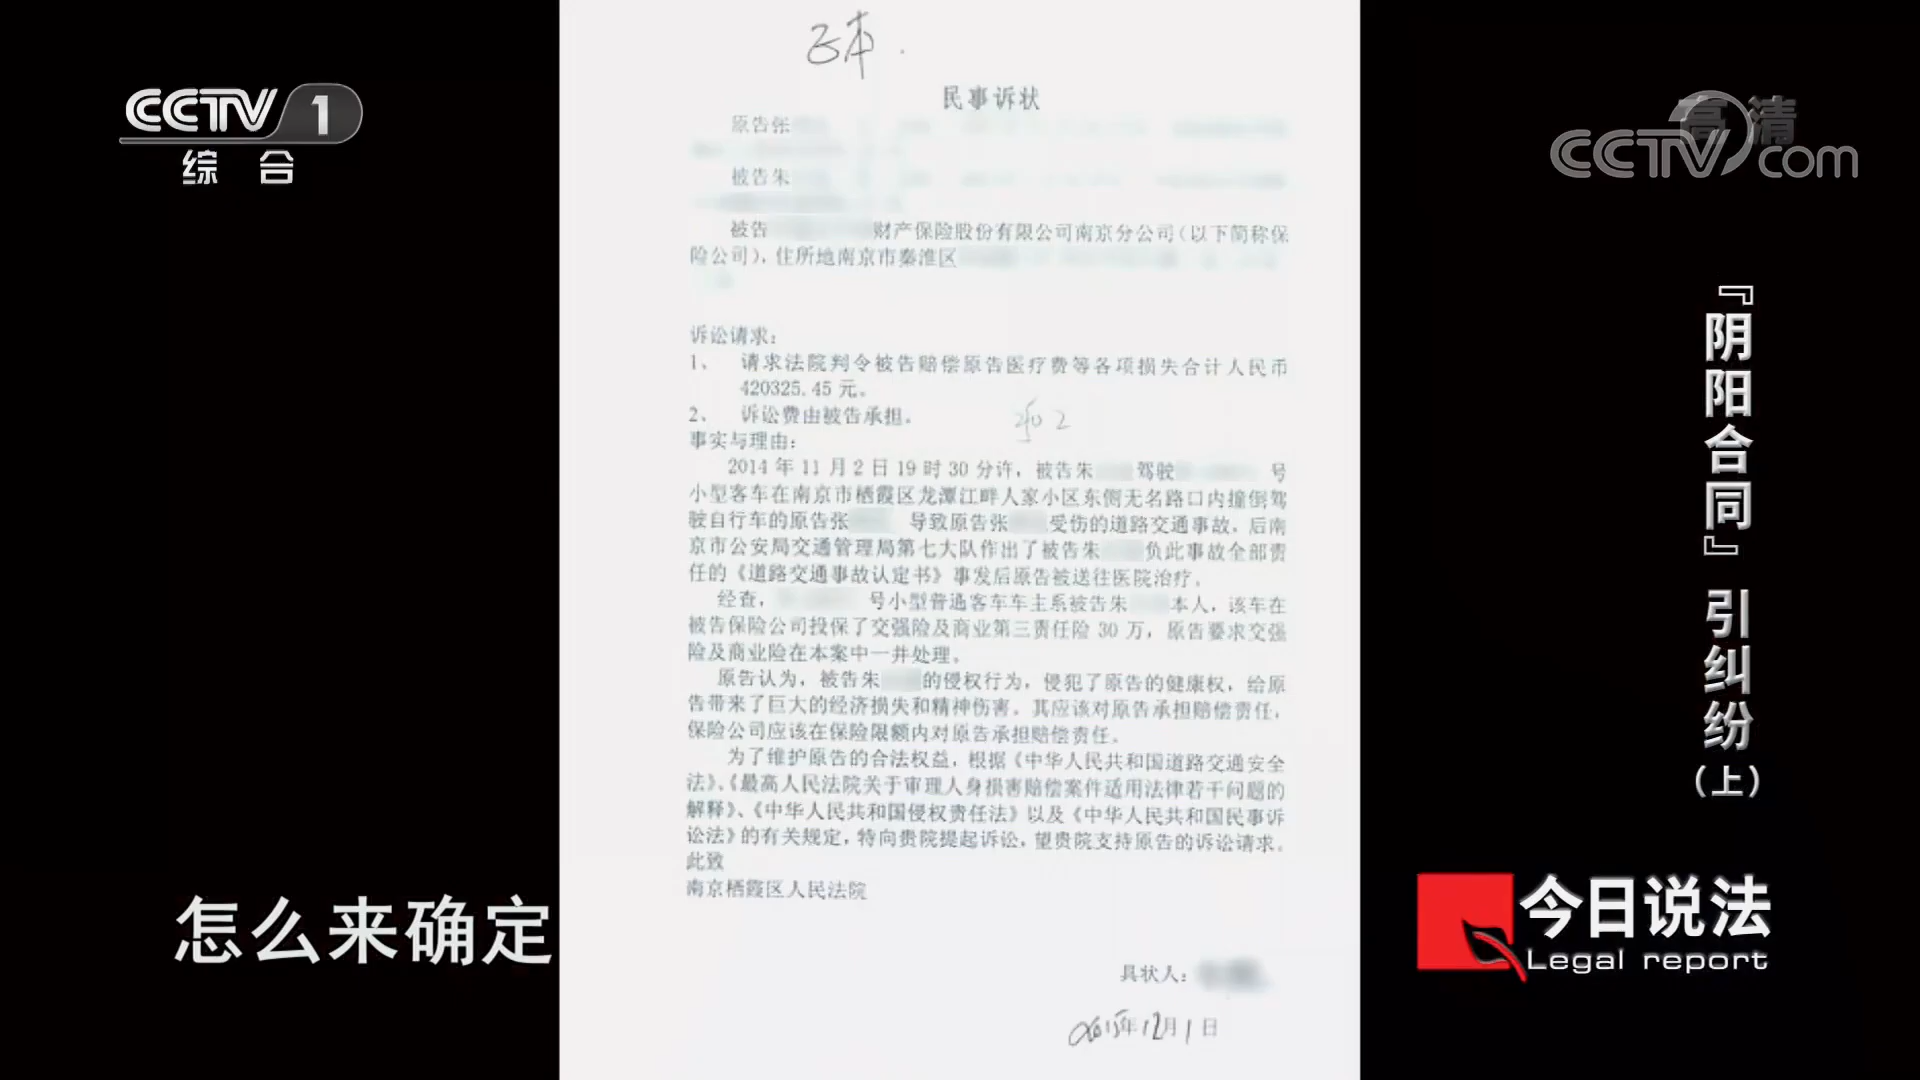 CCTV 1
综 合
高清
CCTV.com
正本
民事诉状
原告张
被告朱
被告 财产保险股份有限公司南京分公司(以下简称保
险公司),住所地南京市秦淮区
诉讼请求:
1、 请求法院判令被告赔偿原告医疗费等各项损失合计人民币
420325.45 元。
2、 诉讼费由被告承担。
事实与理由:
2014 年 11 月 2 日 19 时 30 分许,被告朱 驾驶 号
小型客车在南京市栖霞区龙潭江畔人家小区东侧无名路口内撞倒驾
驶自行车的原告张 导致原告张 受伤的道路交通事故,后南
京市公安局交通管理局第七大队作出了被告朱 负此事故全部责
任的《道路交通事故认定书》事发后原告被送往医院治疗。
经查, 号小型普通客车车主系被告朱 本人,该车在
被告保险公司投保了交强险及商业第三责任险 30 万,原告要求交强
险及商业险在本案中一并处理。
原告认为,被告朱 的侵权行为,侵犯了原告的健康权,给原
告带来了巨大的经济损失和精神伤害。其应该对原告承担赔偿责任,
保险公司应该在保险限额内对原告承担赔偿责任。
为了维护原告的合法权益,根据《中华人民共和国道路交通安全
法》、《最高人民法院关于审理人身损害赔偿案件适用法律若干问题的
解释》、《中华人民共和国侵权责任法》以及《中华人民共和国民事诉
讼法》的有关规定,特向贵院提起诉讼,望贵院支持原告的诉讼请求。
此致
南京栖霞区人民法院
具状人:
2015年12月1日
『阴阳合同』引纠纷(上)
怎么来确定
今日说法
Legal report